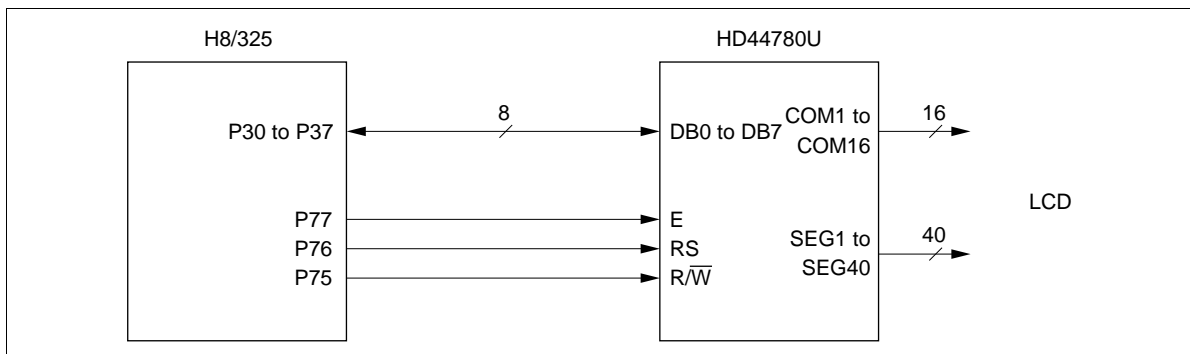 H8/325
HD44780U
P30 to P37
8
DB0 to DB7
COM1 to
COM16
16
P77
E
P76
RS
P75
R/W̅
SEG1 to
SEG40
40
LCD